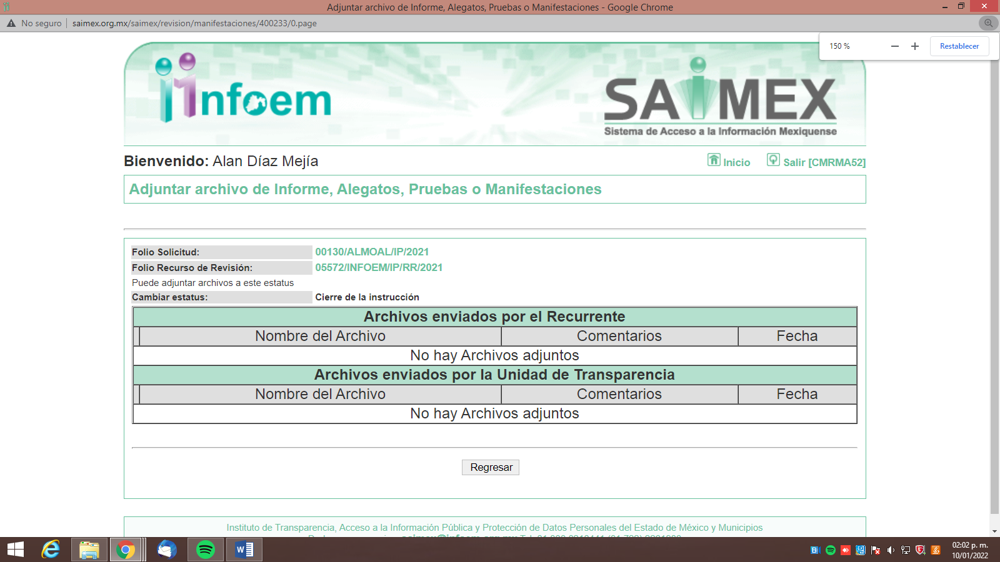 Adjuntar archivo de Informe, Alegatos, Pruebas o Manifestaciones - Google Chrome
No seguro saimex.org.mx/saimex/revision/manifestaciones/400233/0.page
150 % Restablecer
infoem
SAIMEX
Sistema de Acceso a la Información Mexiquense
Bienvenido: Alan Díaz Mejía Inicio Salir [CMRMA52]
Adjuntar archivo de Informe, Alegatos, Pruebas o Manifestaciones
Folio Solicitud: 00130/ALMOAL/IP/2021
Folio Recurso de Revisión: 05572/INFOEM/IP/RR/2021
Puede adjuntar archivos a este estatus
Cambiar estatus: Cierre de la instrucción
Archivos enviados por el Recurrente
Nombre del Archivo Comentarios Fecha
No hay Archivos adjuntos
Archivos enviados por la Unidad de Transparencia
Nombre del Archivo Comentarios Fecha
No hay Archivos adjuntos
Regresar
Instituto de Transparencia, Acceso a la Información Pública y Protección de Datos Personales del Estado de México y Municipios
02:02 p. m.
10/01/2022